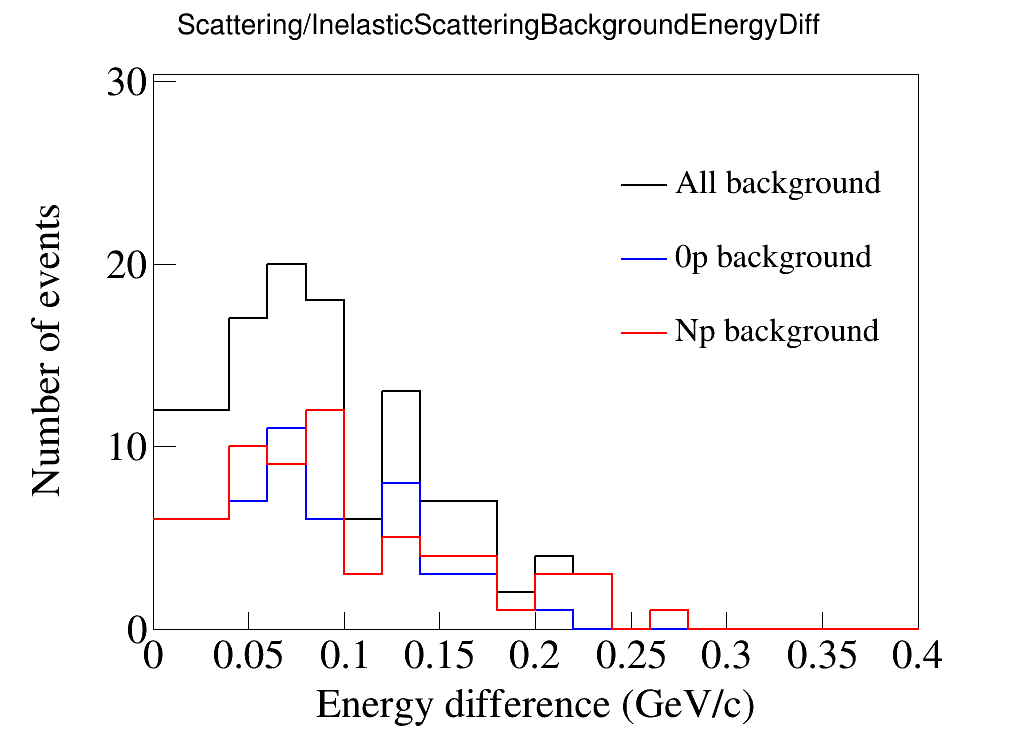 Scattering/InelasticScatteringBackgroundEnergyDiff
30
20
10
0
Number of events
All background
0p background
Np background
0 0.05 0.1 0.15 0.2 0.25 0.3 0.35 0.4
Energy difference (GeV/c)